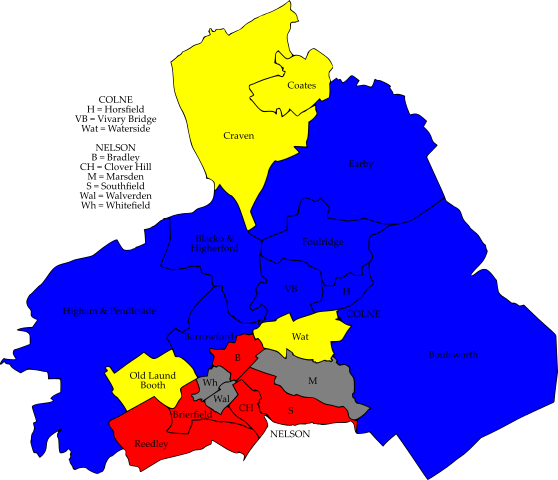 COLNE
H = Horsfield
VB = Vivary Bridge
Wat = Waterside
NELSON
B = Bradley
CH = Clover Hill
M = Marsden
S = Southfield
Wal = Walverden
Wh = Whitefield
Coates
Craven
Earby
Blacko &
Higherford
Foulridge
VB
H
Higham & Pendleside
COLNE
Barrowford
Wat
Boulsworth
B
Old Laund
Booth
Wh
M
Wal
CH
S
Brierfield
NELSON
Reedley